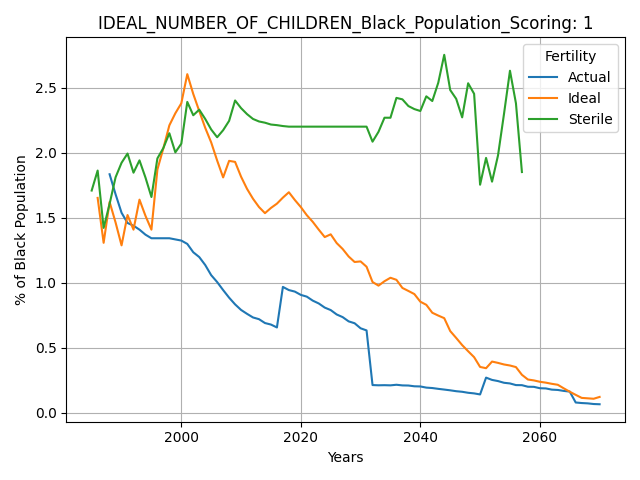 IDEAL_NUMBER_OF_CHILDREN_Black_Population_Scoring: 1
Fertility
Actual
Ideal
Sterile
% of Black Population
2.5
2.0
1.5
1.0
0.5
0.0
2000
2020
2040
2060
Years